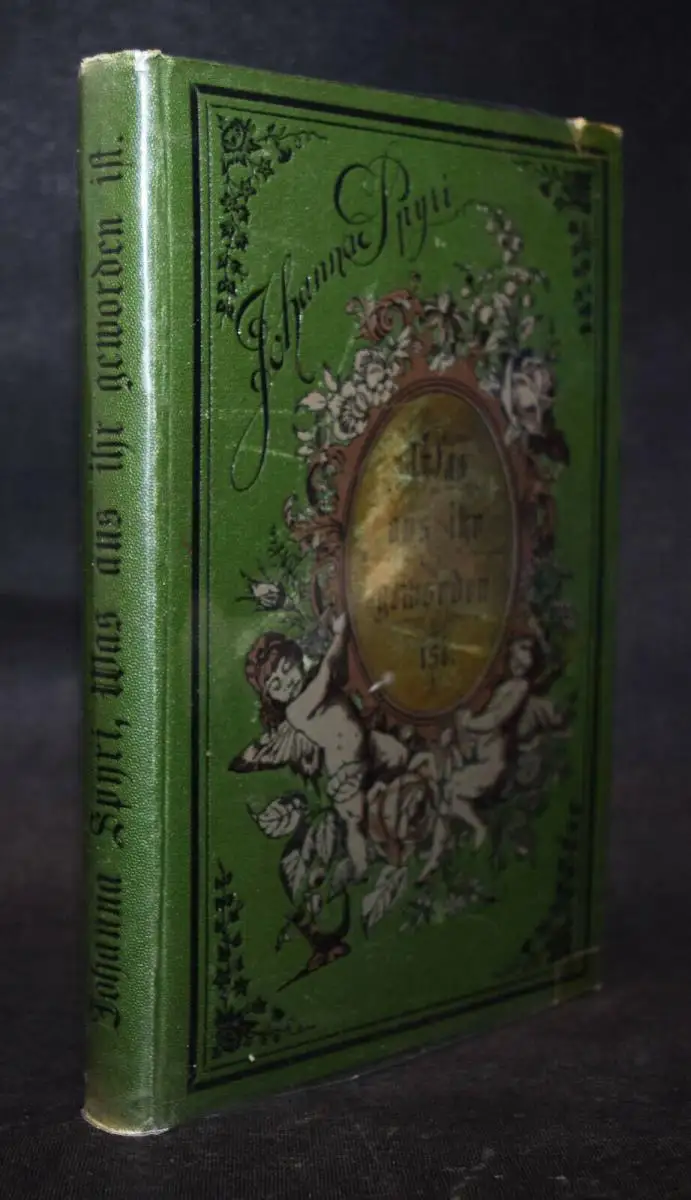 Johanna Spyri, Was aus ihr geworden ist.
Johanna Spyri
Was
aus ihr
geworden
ist.